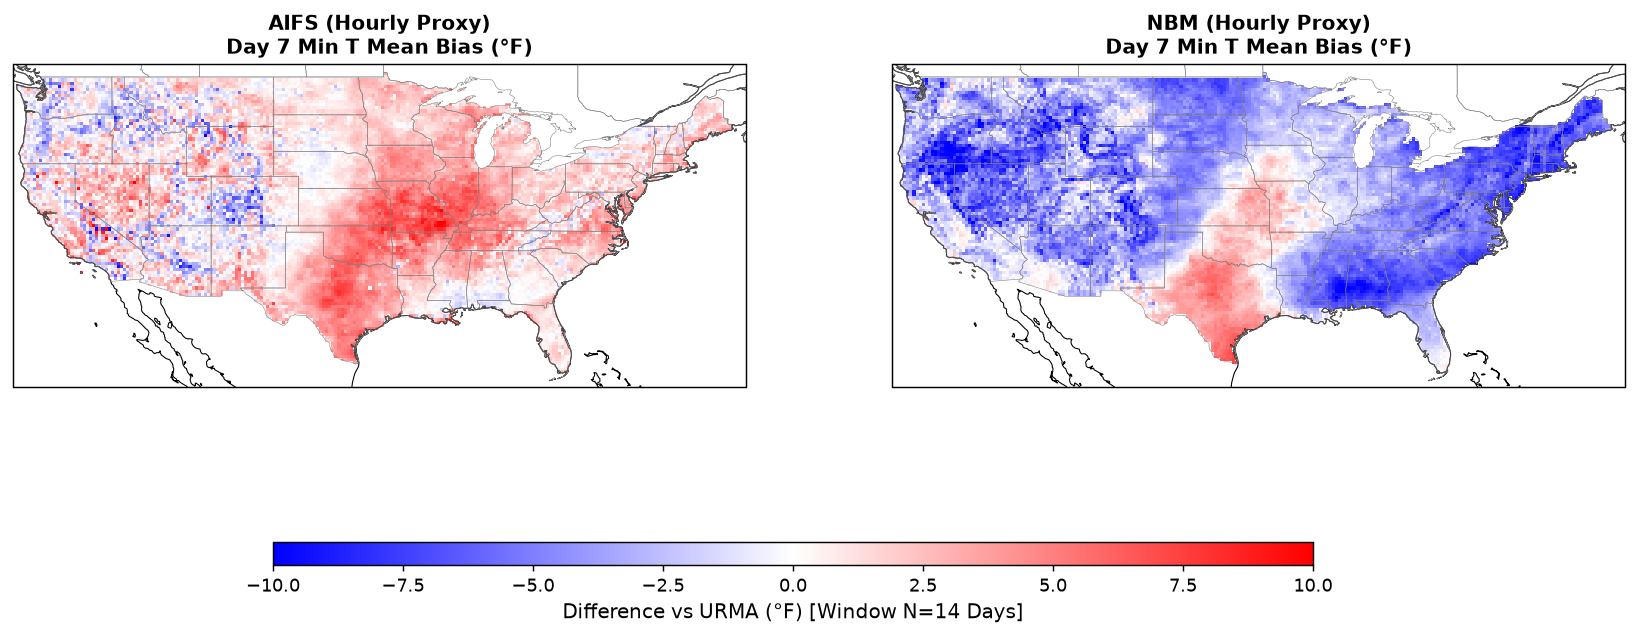 AIFS (Hourly Proxy)
Day 7 Min T Mean Bias (°F)
NBM (Hourly Proxy)
Day 7 Min T Mean Bias (°F)
−10.0 −7.5 −5.0 −2.5 0.0 2.5 5.0 7.5 10.0
Difference vs URMA (°F) [Window N=14 Days]